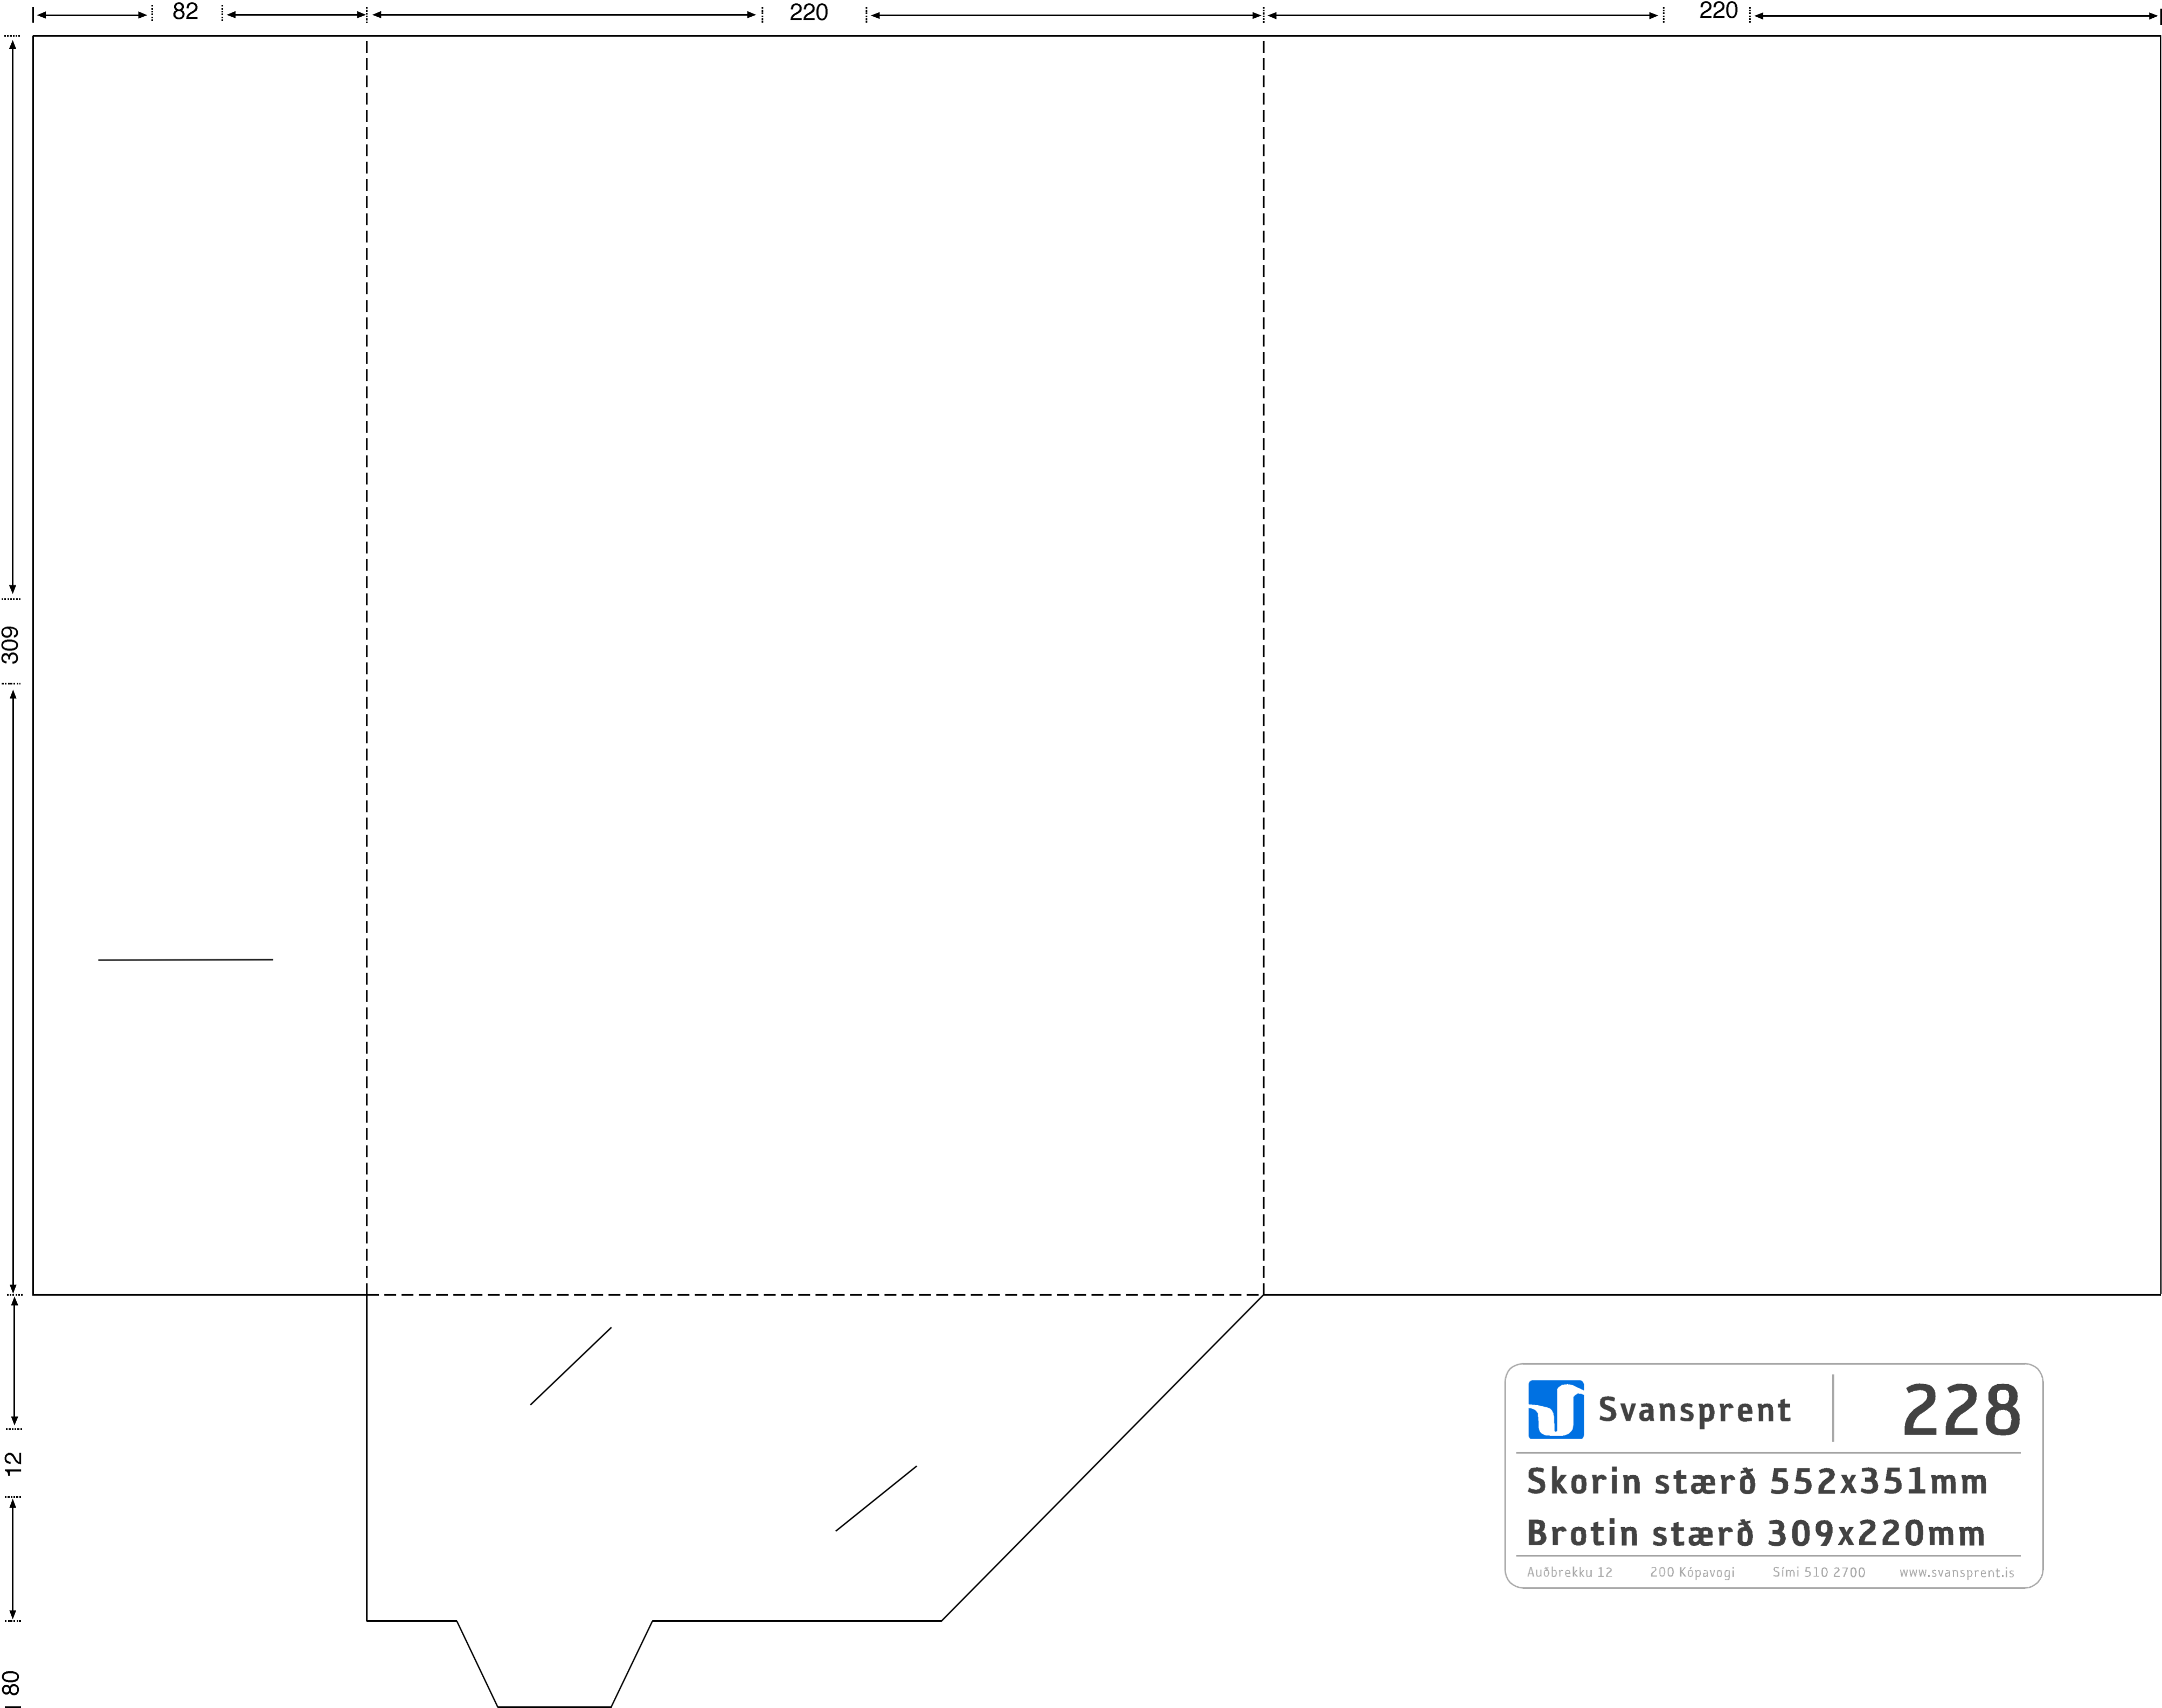 82 220 220
309
12
80
Svansprent 228
Skorin stærð 552x351mm
Brotin stærð 309x220mm
Auðbrekku 12 200 Kópavogi Sími 510 2700 www.svansprent.is